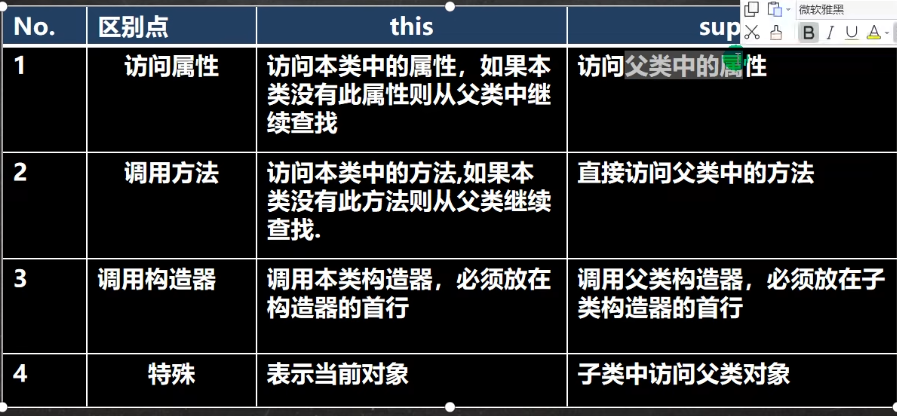 微软雅黑
No. 区别点 this sup
B I U A
1 访问属性 访问本类中的属性，如果本 访问父类中的属性
类没有此属性则从父类中继
续查找
2 调用方法 访问本类中的方法,如果本 直接访问父类中的方法
类没有此方法则从父类继续
查找.
3 调用构造器 调用本类构造器，必须放在 调用父类构造器，必须放在子
构造器的首行 类构造器的首行
4 特殊 表示当前对象 子类中访问父类对象